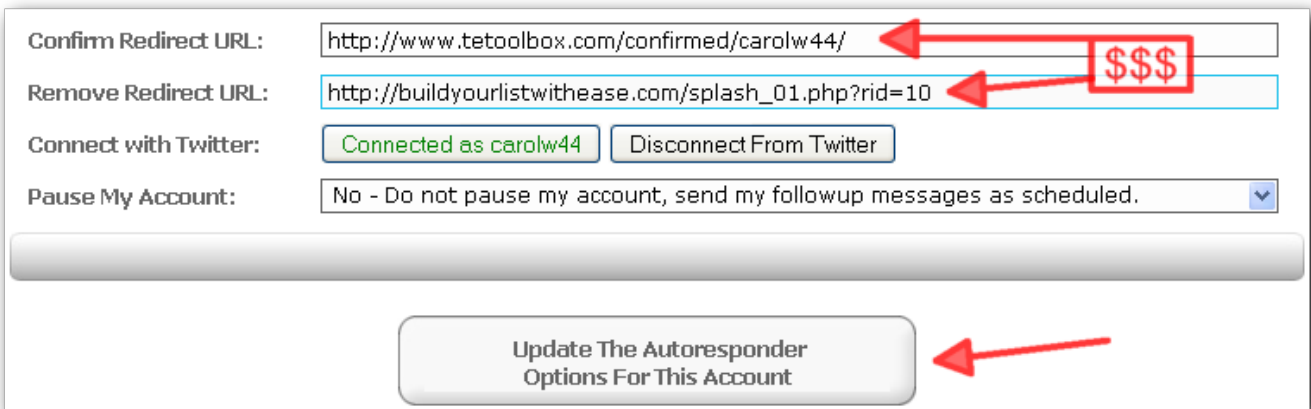 Confirm Redirect URL: http://www.tetoolbox.com/confirmed/carolw44/
$$$
Remove Redirect URL: http://buildyourlistwithease.com/splash_01.php?rid=10
Connect with Twitter: Connected as carolw44 Disconnect From Twitter
Pause My Account: No - Do not pause my account, send my followup messages as scheduled.
Update The Autoresponder
Options For This Account